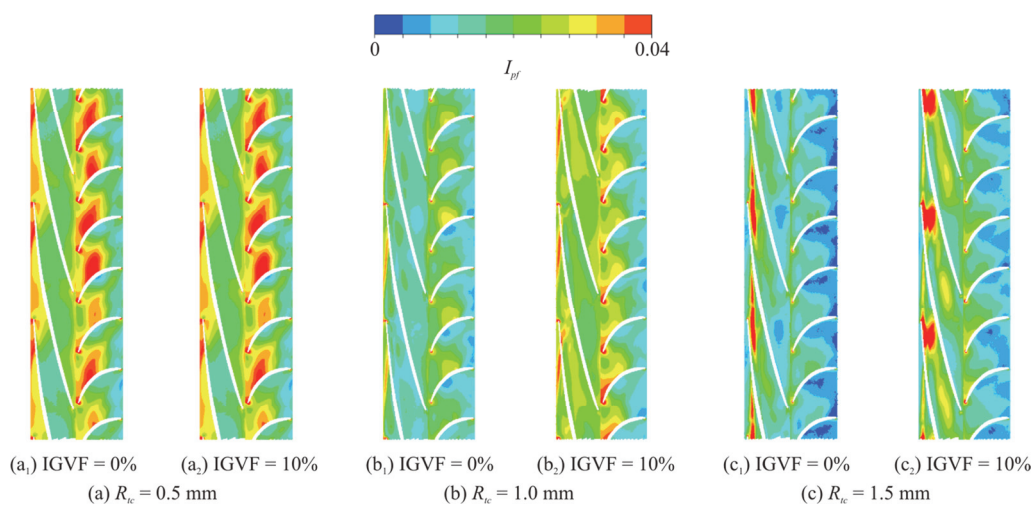 0 0.04
I_pf
(a₁) IGVF = 0% (a₂) IGVF = 10% (b₁) IGVF = 0% (b₂) IGVF = 10% (c₁) IGVF = 0% (c₂) IGVF = 10%
(a) R_tc = 0.5 mm (b) R_tc = 1.0 mm (c) R_tc = 1.5 mm